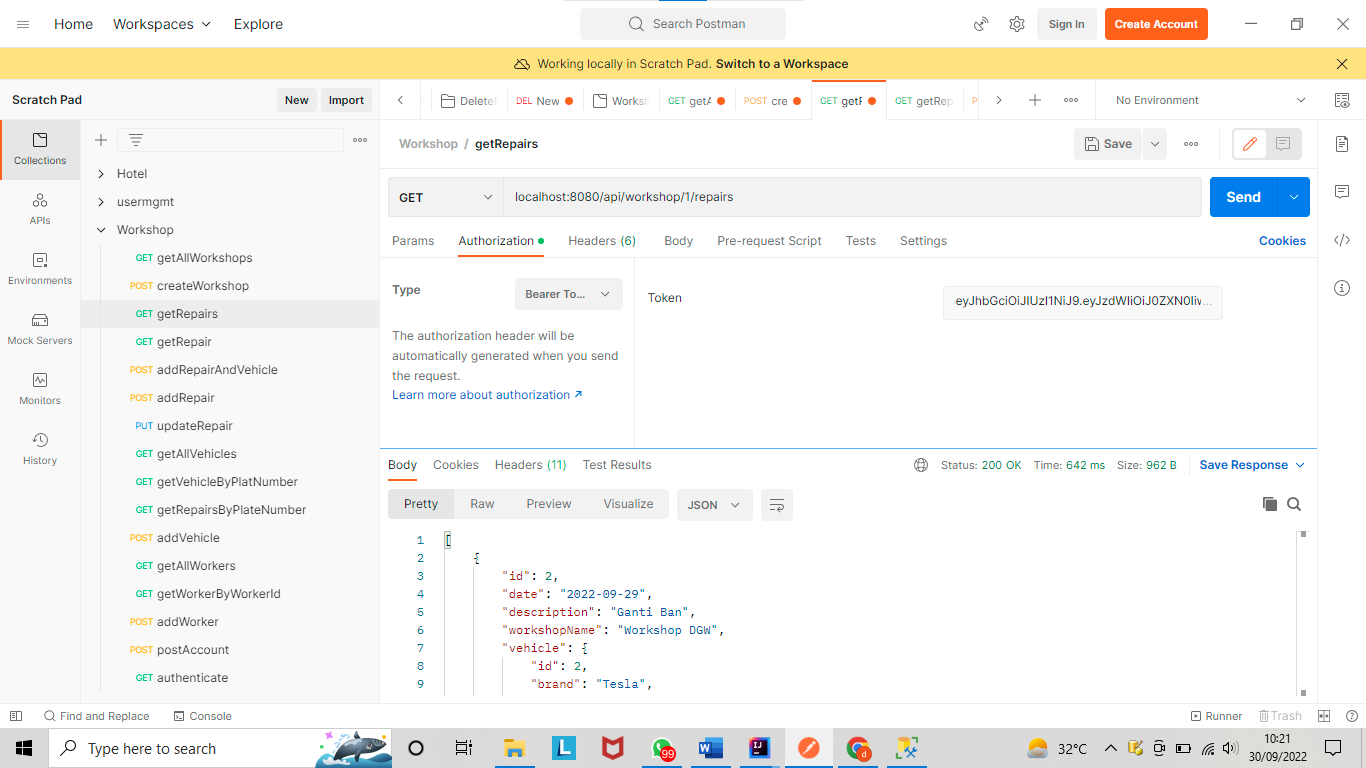 Home Workspaces Explore Search Postman Sign In Create Account
Working locally in Scratch Pad. Switch to a Workspace
Scratch Pad New Import
DEL New
Worksh
GET getA
POST cre
GET getF
GET getRep
No Environment
Collections
APIs
Environments
Mock Servers
Monitors
History
Hotel
usermgmt
Workshop
GET getAllWorkshops
POST createWorkshop
GET getRepairs
GET getRepair
POST addRepairAndVehicle
POST addRepair
PUT updateRepair
GET getAllVehicles
GET getVehicleByPlatNumber
GET getRepairsByPlateNumber
POST addVehicle
GET getAllWorkers
GET getWorkerByWorkerId
POST addWorker
POST postAccount
GET authenticate
Workshop / getRepairs
Save
GET localhost:8080/api/workshop/1/repairs Send
Params Authorization Headers (6) Body Pre-request Script Tests Settings Cookies
Type Bearer To...
The authorization header will be
automatically generated when you send
the request.
Learn more about authorization ↗
Token
Body Cookies Headers (11) Test Results Status: 200 OK Time: 642 ms Size: 962 B Save Response
Pretty Raw Preview Visualize JSON
1 [
2 {
3 "id": 2,
4 "date": "2022-09-29",
5 "description": "Ganti Ban",
6 "workshopName": "Workshop DGW",
7 "vehicle": {
8 "id": 2,
9 "brand": "Tesla",
Find and Replace Console Runner Trash
Type here to search
99
32°C
10:21
30/09/2022